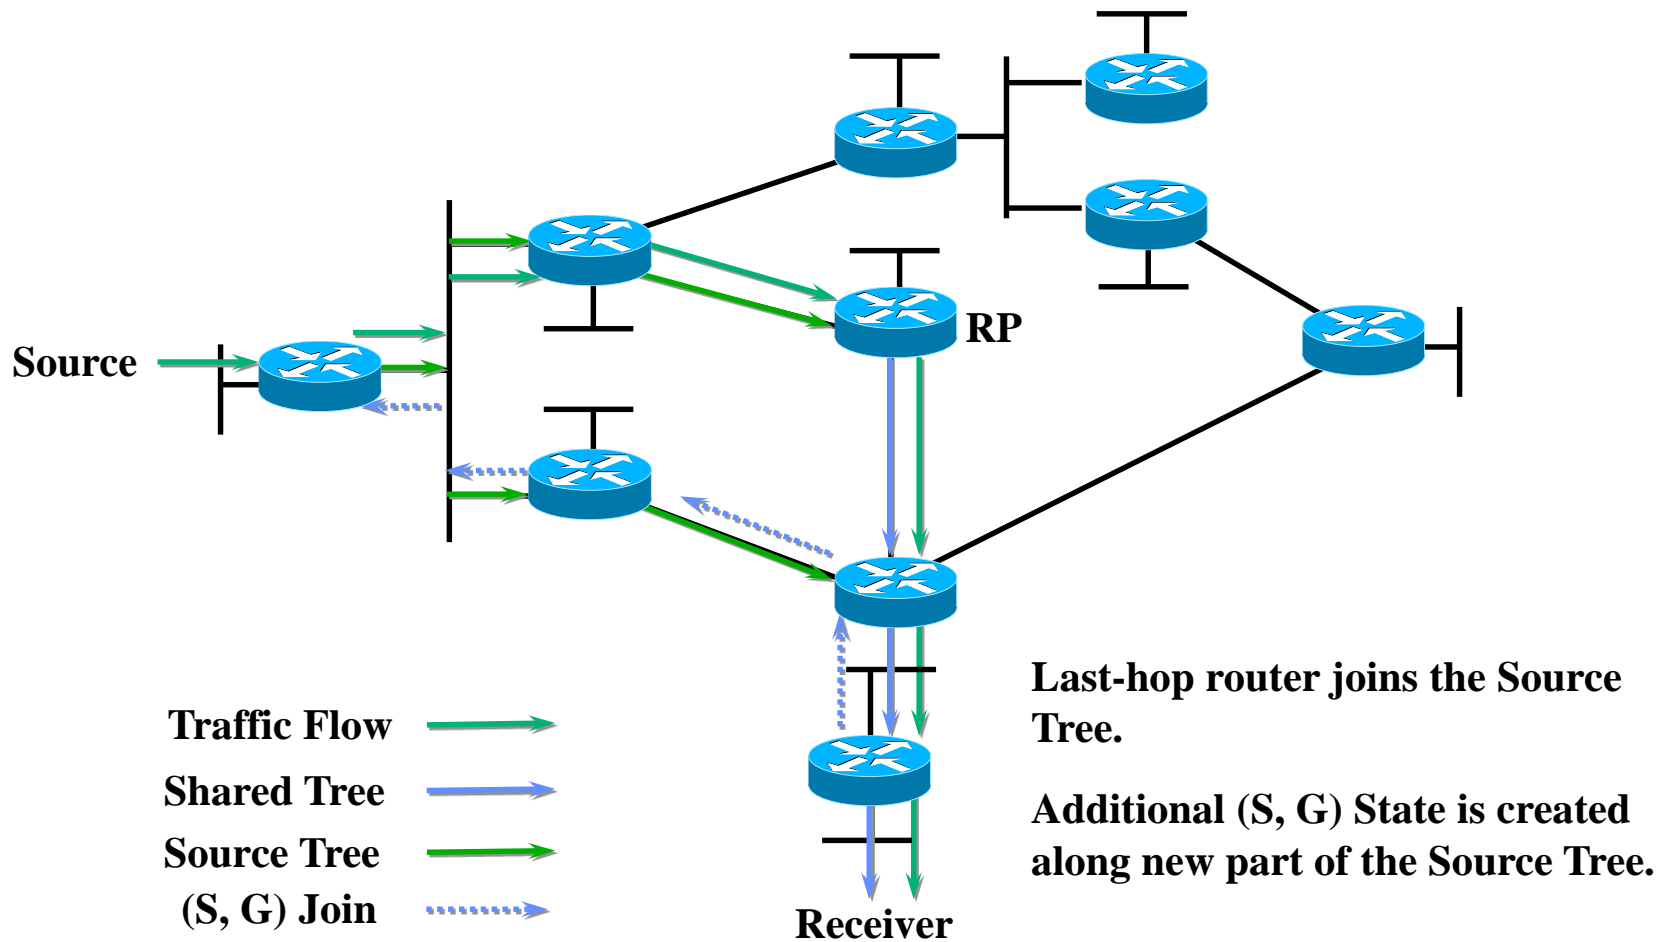 RP
Source
Last-hop router joins the Source
Tree.
Traffic Flow
Shared Tree
Additional (S, G) State is created
along new part of the Source Tree.
Source Tree
(S, G) Join
Receiver